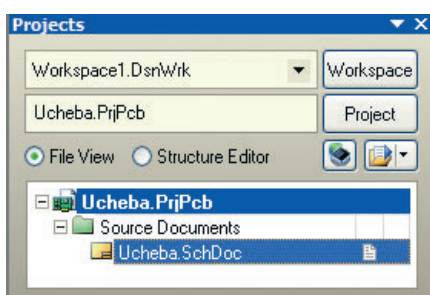 Projects
Workspace1.DsnWrk Workspace
Ucheba.PrjPcb Project
File View Structure Editor
Ucheba.PrjPcb
Source Documents
Ucheba.SchDoc